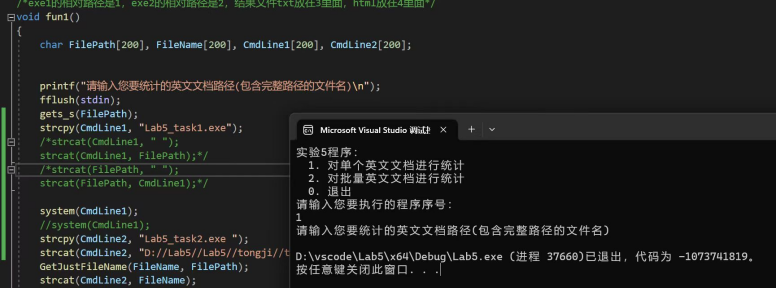 /*exe1的相对路径是1，exe2的相对路径是2，结果文件txt放在3里面，html放在4里面*/
void fun1()
{
char FilePath[200], FileName[200], CmdLine1[200], CmdLine2[200];
printf("请输入您要统计的英文文档路径(包含完整路径的文件名)\n");
fflush(stdin);
gets_s(FilePath);
strcpy(CmdLine1, "Lab5_task1.exe");
/*strcat(CmdLine1, " ");
strcat(CmdLine1, FilePath);*/
/*strcat(FilePath, " ");
strcat(FilePath, CmdLine1);*/
system(CmdLine1);
//system(CmdLine1);
strcpy(CmdLine2, "Lab5_task2.exe ");
strcat(CmdLine2, "D://Lab5//Lab5//tongji//t
GetJustFileName(FileName, FilePath);
strcat(CmdLine2, FileName);
Microsoft Visual Studio 调试
实验5程序:
1. 对单个英文文档进行统计
2. 对批量英文文档进行统计
0. 退出
请输入您要执行的程序序号:
1
请输入您要统计的英文文档路径(包含完整路径的文件名)
D:\vscode\Lab5\x64\Debug\Lab5.exe (进程 37660)已退出，代码为 -1073741819。
按任意键关闭此窗口. . .